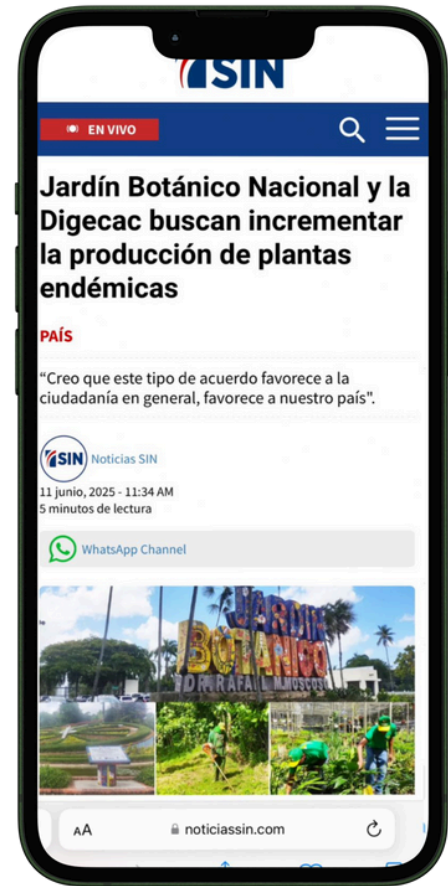 SIN
EN VIVO
Jardín Botánico Nacional y la
Digecac buscan incrementar
la producción de plantas
endémicas
PAÍS
“Creo que este tipo de acuerdo favorece a la
ciudadanía en general, favorece a nuestro país".
SIN Noticias SIN
11 junio, 2025 - 11:34 AM
5 minutos de lectura
WhatsApp Channel
JARDIN
BOTANICO
DR. RAFAEL M. MOSCOSO
AA noticiassin.com